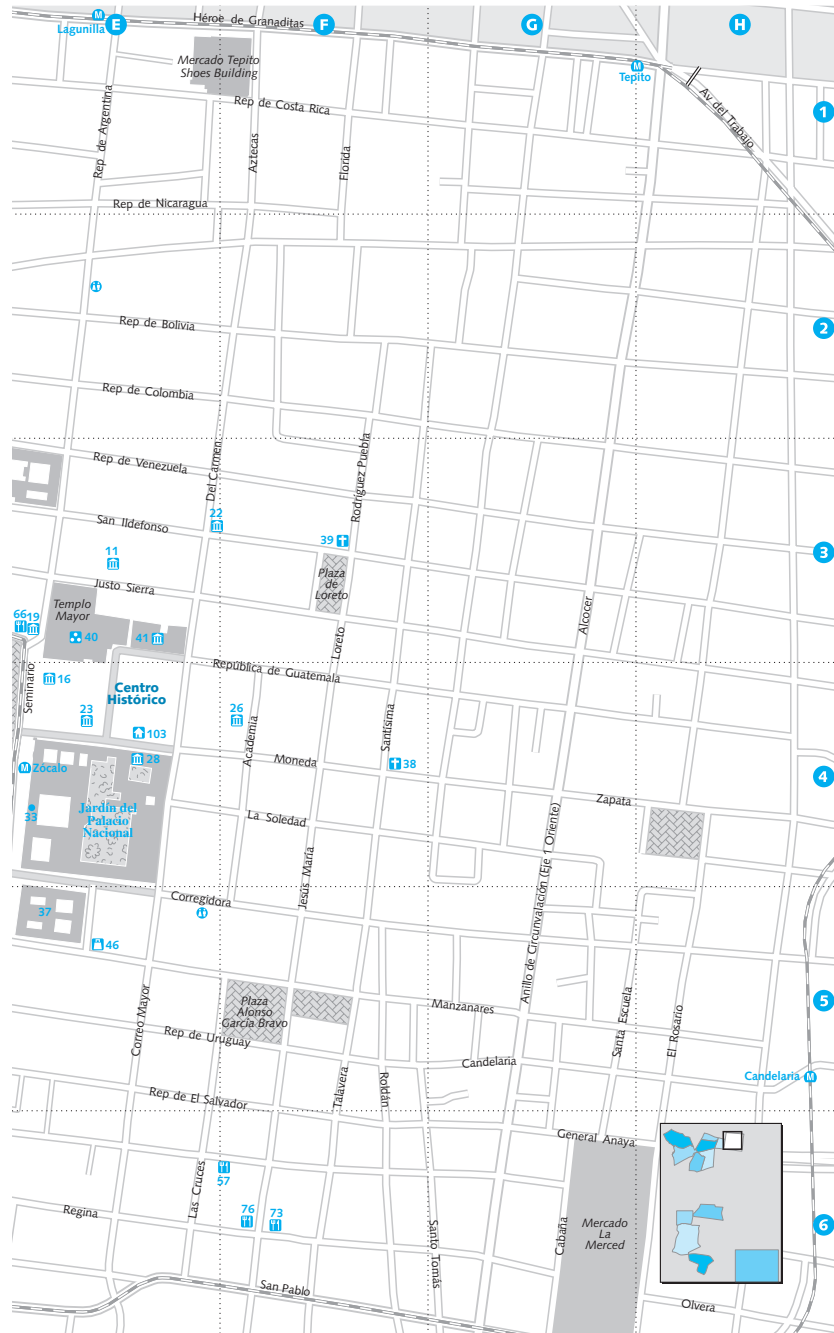 M
Lagunilla
E
Héroe de Granaditas
F
G
H
Mercado Tepito
Shoes Building
M
Tepito
Av del Trabajo
1
Rep de Argentina
Rep de Costa Rica
Aztecas
Florida
Rep de Nicaragua
Rep de Bolivia
2
Rep de Colombia
Rep de Venezuela
Del Carmen
Rodríguez Puebla
San Ildefonso
22
39
11
3
Justo Sierra
Plaza
de
Loreto
Templo
Mayor
Alcocer
66
19
40
41
Loreto
República de Guatemala
Seminario
16
Centro
Histórico
23
26
103
Academia
Santísima
28
Moneda
38
M Zócalo
4
33
Jardín del
Palacio
Nacional
Zapata
La Soledad
Anillo de Circunvalación (Eje 1 Oriente)
Jesús María
Corregidora
37
46
Correo Mayor
Plaza
Alonso
García Bravo
Manzanares
5
Santa Escuela
El Rosario
Rep de Uruguay
Candelaria
Candelaria M
Talavera
Roldán
Rep de El Salvador
General Anaya
57
Las Cruces
Regina
76
73
Santo Tomás
Cabaña
Mercado
La
Merced
6
San Pablo
Olvera